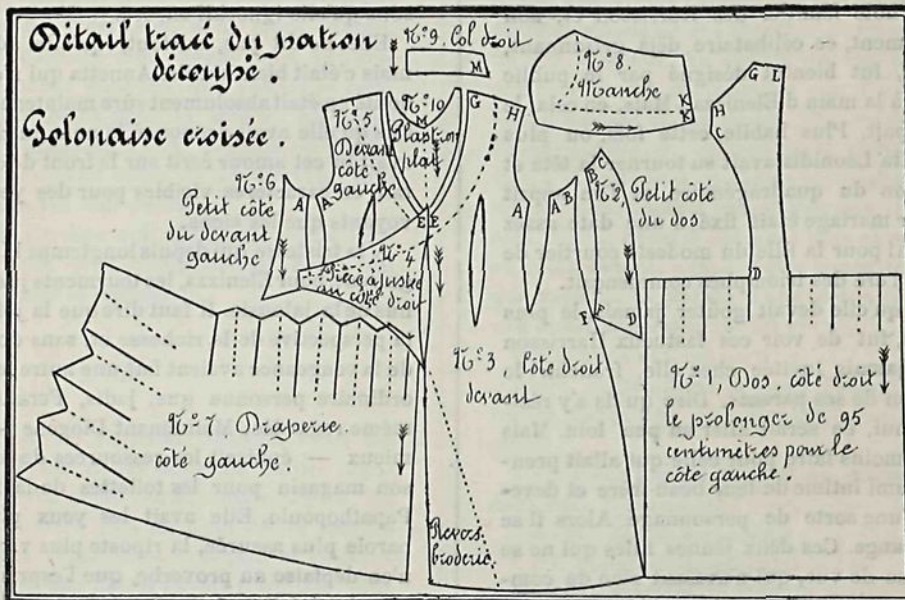 Détail tracé du patron
découpé.
Polonaise croisée.
N° 9. Col droit
M
N° 8.
Manche
H
K
G
I
H
N° 10
M
Plastron
plat
G
N° 5
Devant
côté
gauche
N° 6
Petit côté
du devant
gauche
A
A
E
E
A
A
B
B
N° 2. Petit côté
du dos
N° 4.
Pièce ajustée
au côté droit
D
D
I
N° 3 Côté droit
devant
N° 7. Draperie
côté gauche.
Revers.
broderie
N° 1. Dos, côté droit
le prolonger de 95
centimètres pour le
côté gauche.